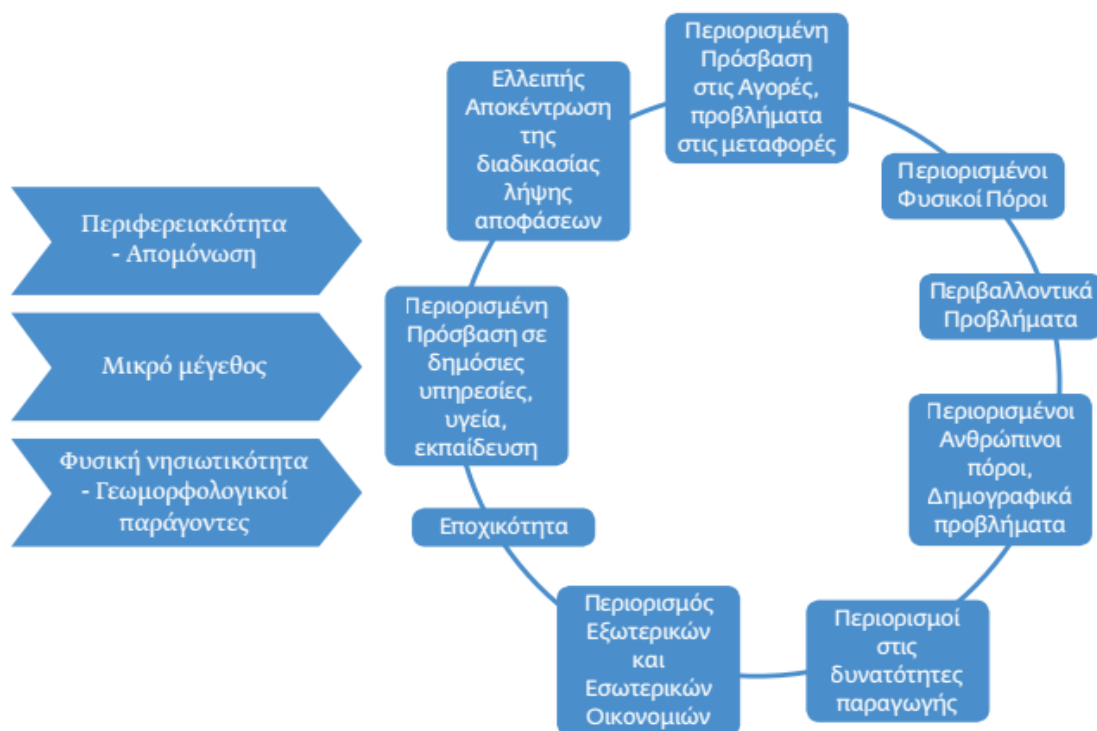 Περιφερειακότητα
- Απομόνωση
Μικρό μέγεθος
Φυσική νησιωτικότητα
- Γεωμορφολογικοί
παράγοντες
Περιορισμένη
Πρόσβαση
στις Αγορές,
προβλήματα
στις μεταφορές
Περιορισμένοι
Φυσικοί Πόροι
Περιβαλλοντικά
Προβλήματα
Περιορισμένοι
Ανθρώπινοι
πόροι,
Δημογραφικά
προβλήματα
Περιορισμοί
στις
δυνατότητες
παραγωγής
Περιορισμός
Εξωτερικών
και
Εσωτερικών
Οικονομιών
Εποχικότητα
Περιορισμένη
Πρόσβαση σε
δημόσιες
υπηρεσίες,
υγεία,
εκπαίδευση
Ελλειπής
Αποκέντρωση
της
διαδικασίας
λήψης
αποφάσεων